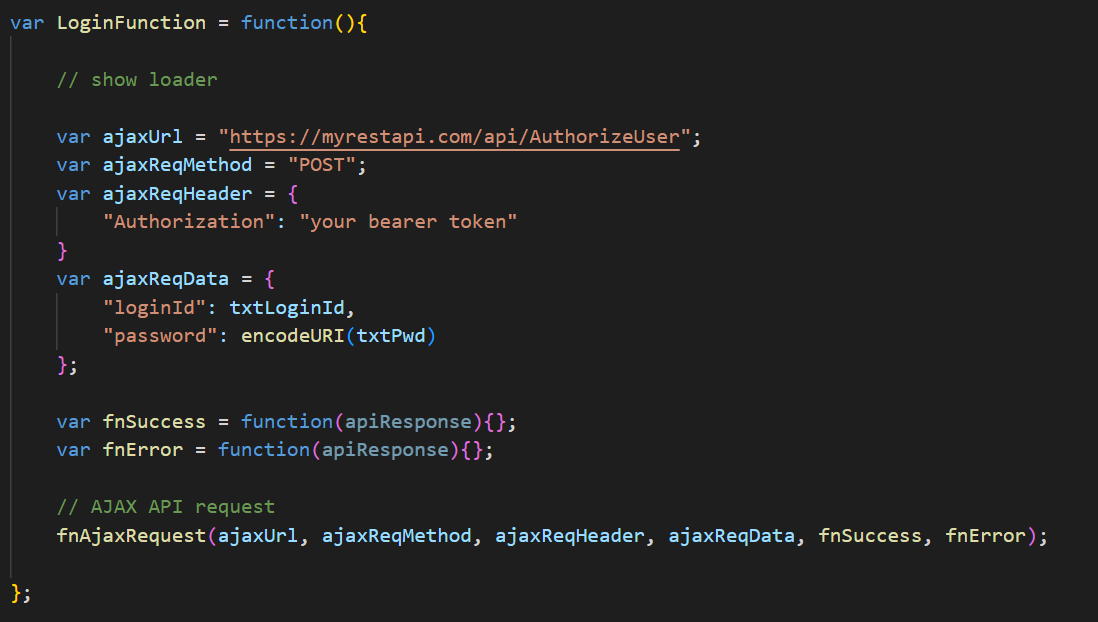 var LoginFunction = function(){
// show loader
var ajaxUrl = "https://myrestapi.com/api/AuthorizeUser";
var ajaxReqMethod = "POST";
var ajaxReqHeader = {
"Authorization": "your bearer token"
}
var ajaxReqData = {
"loginId": txtLoginId,
"password": encodeURI(txtPwd)
};
var fnSuccess = function(apiResponse){};
var fnError = function(apiResponse){};
// AJAX API request
fnAjaxRequest(ajaxUrl, ajaxReqMethod, ajaxReqHeader, ajaxReqData, fnSuccess, fnError);
};